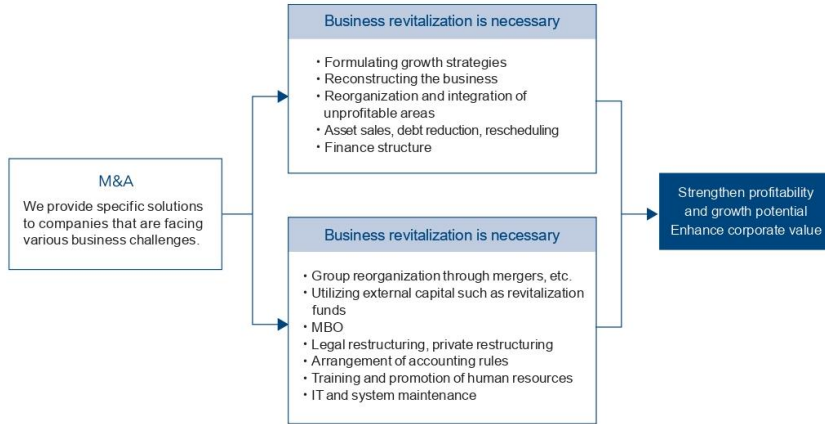 M&A
We provide specific solutions
to companies that are facing
various business challenges.
Business revitalization is necessary
・Formulating growth strategies
・Reconstructing the business
・Reorganization and integration of
unprofitable areas
・Asset sales, debt reduction, rescheduling
・Finance structure
Business revitalization is necessary
・Group reorganization through mergers, etc.
・Utilizing external capital such as revitalization
funds
・MBO
・Legal restructuring, private restructuring
・Arrangement of accounting rules
・Training and promotion of human resources
・IT and system maintenance
Strengthen profitability
and growth potential
Enhance corporate value